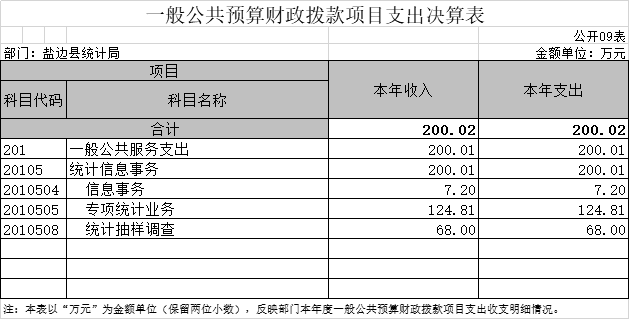 一般公共预算财政拨款项目支出决算表
公开09表
部门：盐边县统计局 金额单位：万元
项目 本年收入 本年支出
科目代码 科目名称
合计 200.02 200.02
201 一般公共服务支出 200.01 200.01
20105 统计信息事务 200.01 200.01
2010504 信息事务 7.20 7.20
2010505 专项统计业务 124.81 124.81
2010508 统计抽样调查 68.00 68.00
注：本表以“万元”为金额单位（保留两位小数），反映部门本年度一般公共预算财政拨款项目支出收支明细情况。